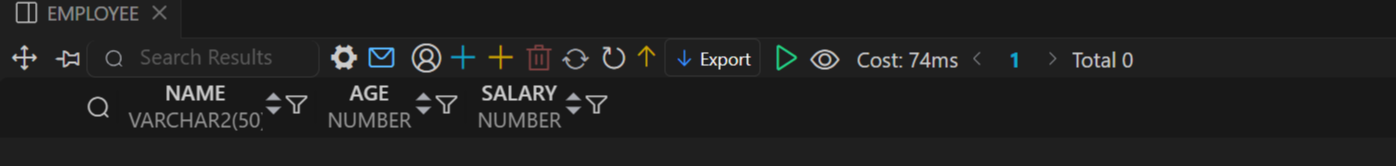 EMPLOYEE
Search Results Export Cost: 74ms 1 Total 0
NAME AGE SALARY
VARCHAR2(50) NUMBER NUMBER